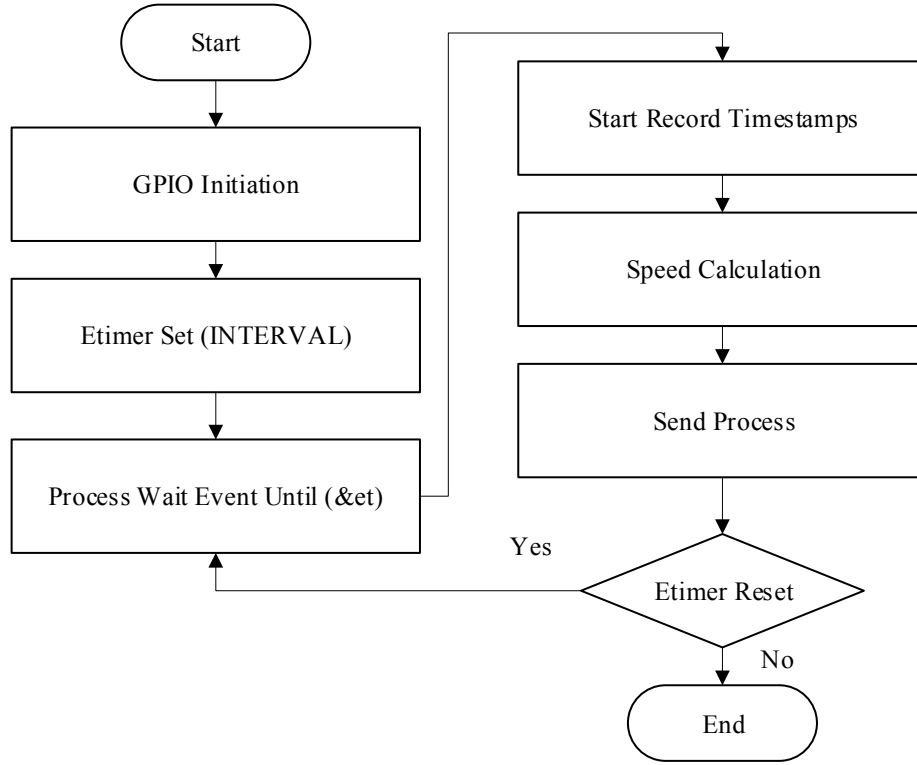 Start
GPIO Initiation
Etimer Set (INTERVAL)
Process Wait Event Until (&et)
Start Record Timestamps
Speed Calculation
Send Process
Yes
Etimer Reset
No
End